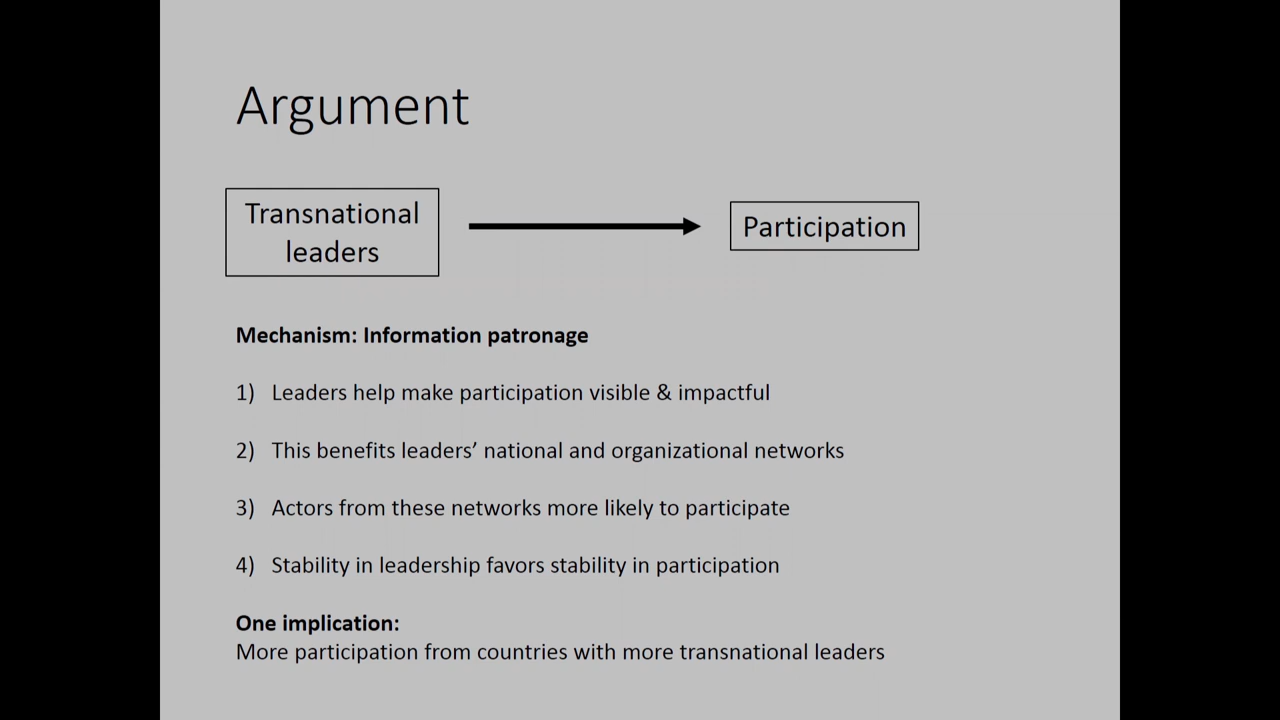 Argument
Transnational
leaders
Participation
Mechanism: Information patronage
1) Leaders help make participation visible & impactful
2) This benefits leaders’ national and organizational networks
3) Actors from these networks more likely to participate
4) Stability in leadership favors stability in participation
One implication:
More participation from countries with more transnational leaders